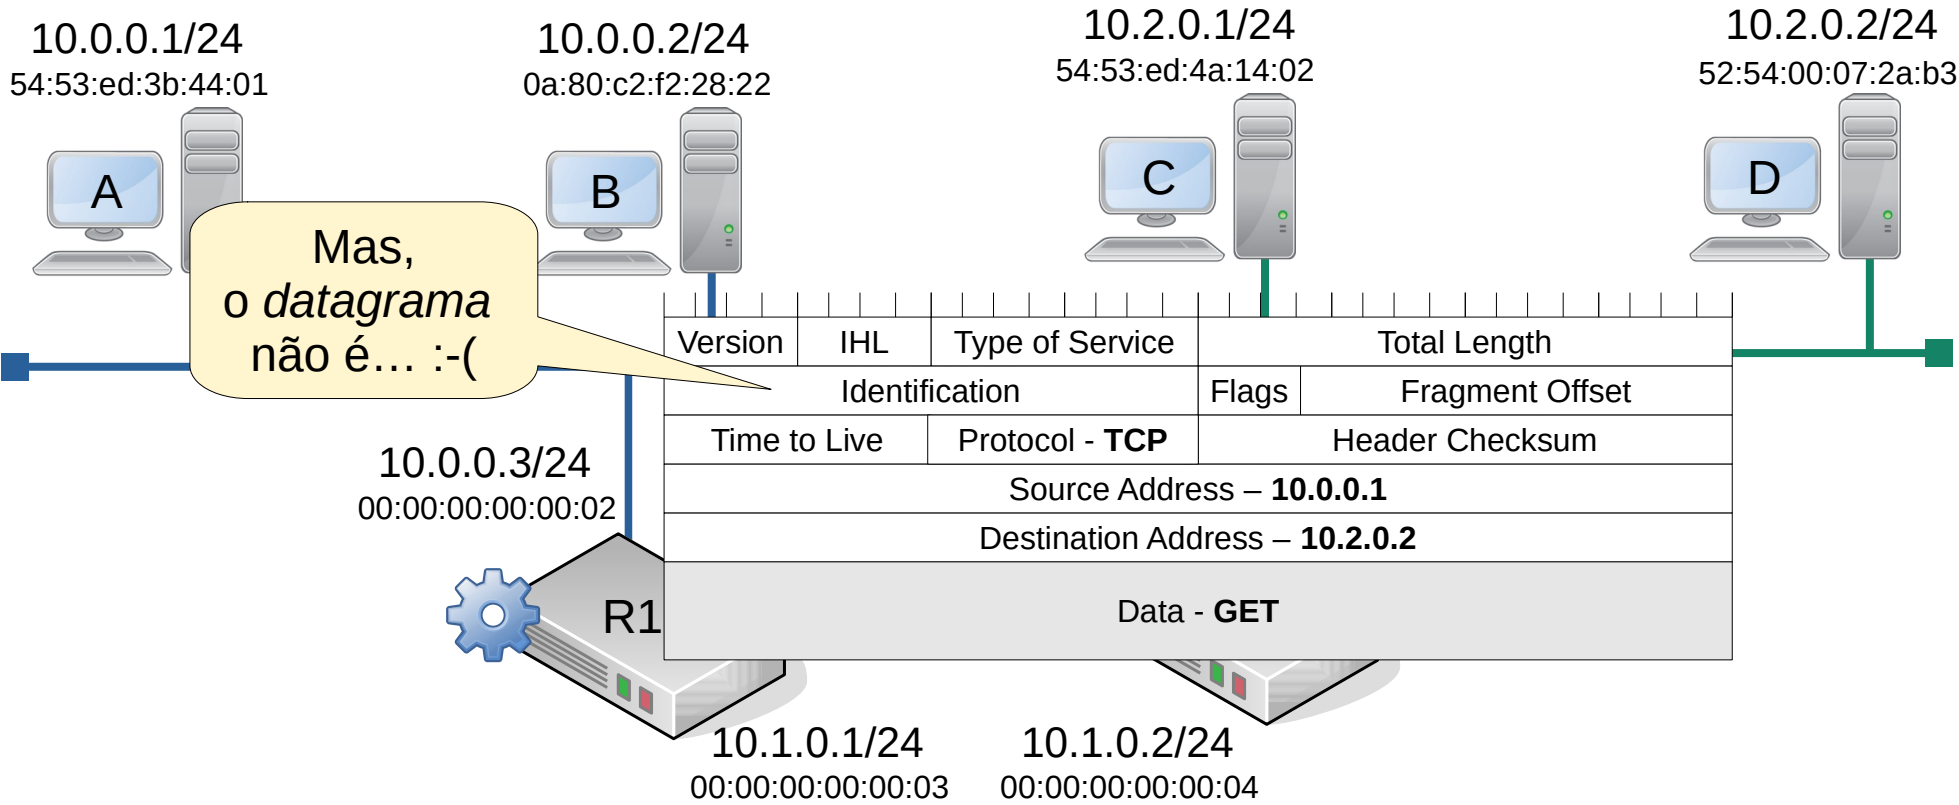 10.0.0.1/24
54:53:ed:3b:44:01
10.0.0.2/24
0a:80:c2:f2:28:22
10.2.0.1/24
54:53:ed:4a:14:02
10.2.0.2/24
52:54:00:07:2a:b3
A
B
C
D
Mas,
o datagrama
não é… :-(
Version IHL Type of Service Total Length
Identification Flags Fragment Offset
Time to Live Protocol - TCP Header Checksum
Source Address – 10.0.0.1
Destination Address – 10.2.0.2
Data - GET
10.0.0.3/24
00:00:00:00:00:02
R1
10.1.0.1/24
00:00:00:00:00:03
10.1.0.2/24
00:00:00:00:00:04